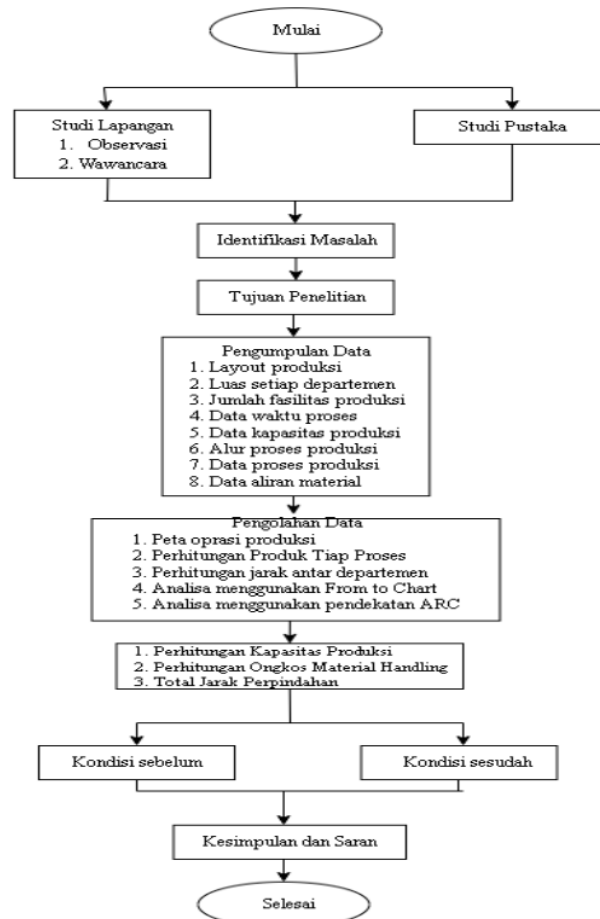 Mulai
Studi Lapangan
1. Observasi
2. Wawancara
Studi Pustaka
Identifikasi Masalah
Tujuan Penelitian
Pengumpulan Data
1. Layout produksi
2. Luas setiap departemen
3. Jumlah fasilitas produksi
4. Data waktu proses
5. Data kapasitas produksi
6. Alur proses produksi
7. Data proses produksi
8. Data aliran material
Pengolahan Data
1. Peta oprasi produksi
2. Perhitungan Produk Tiap Proses
3. Perhitungan jarak antar departemen
4. Analisa menggunakan From to Chart
5. Analisa menggunakan pendekatan ARC
1. Perhitungan Kapasitas Produksi
2. Perhitungan Ongkos Material Handling
3. Total Jarak Perpindahan
Kondisi sebelum
Kondisi sesudah
Kesimpulan dan Saran
Selesai